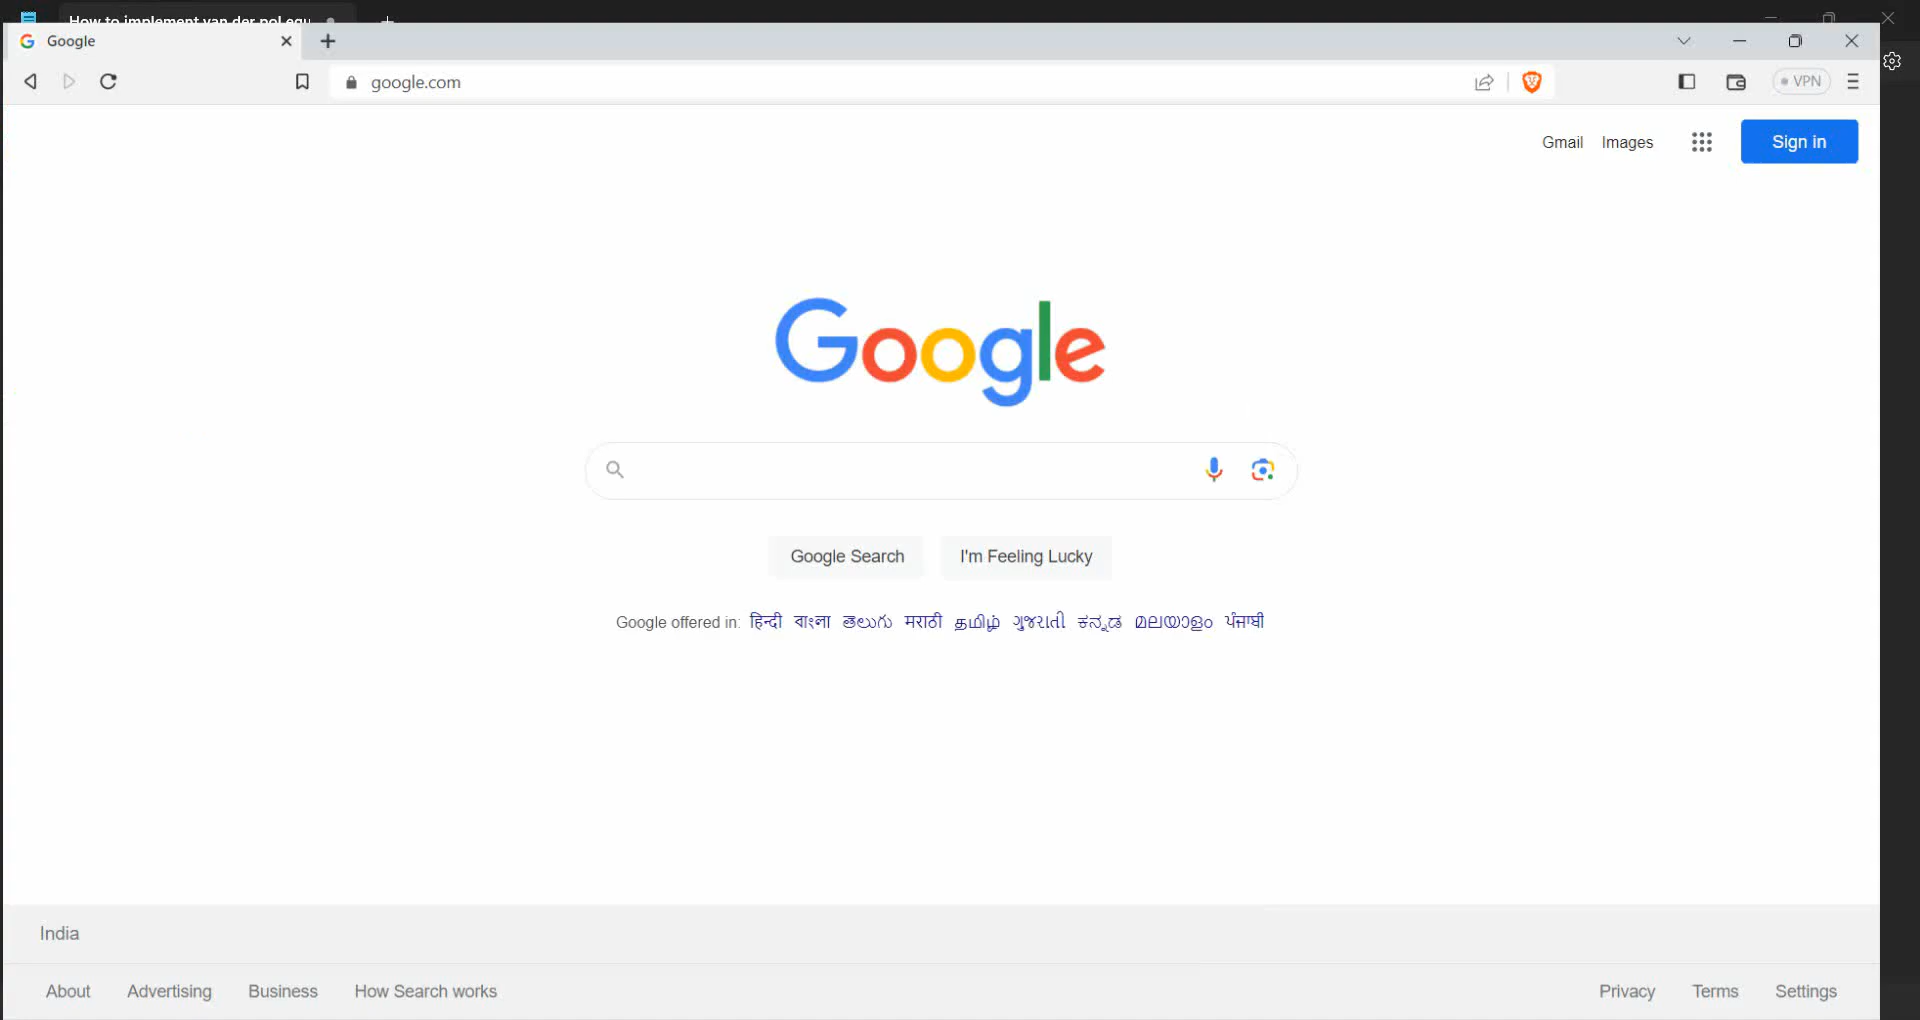 How to implement van der pol equ
Google
google.com
VPN
Gmail Images Sign in
Google
Google Search I'm Feeling Lucky
Google offered in: हिन्दी বাংলা తెలుగు मराठी தமிழ் ગુજરાતી ಕನ್ನಡ മലയാളം ਪੰਜਾਬੀ
India
About Advertising Business How Search works Privacy Terms Settings